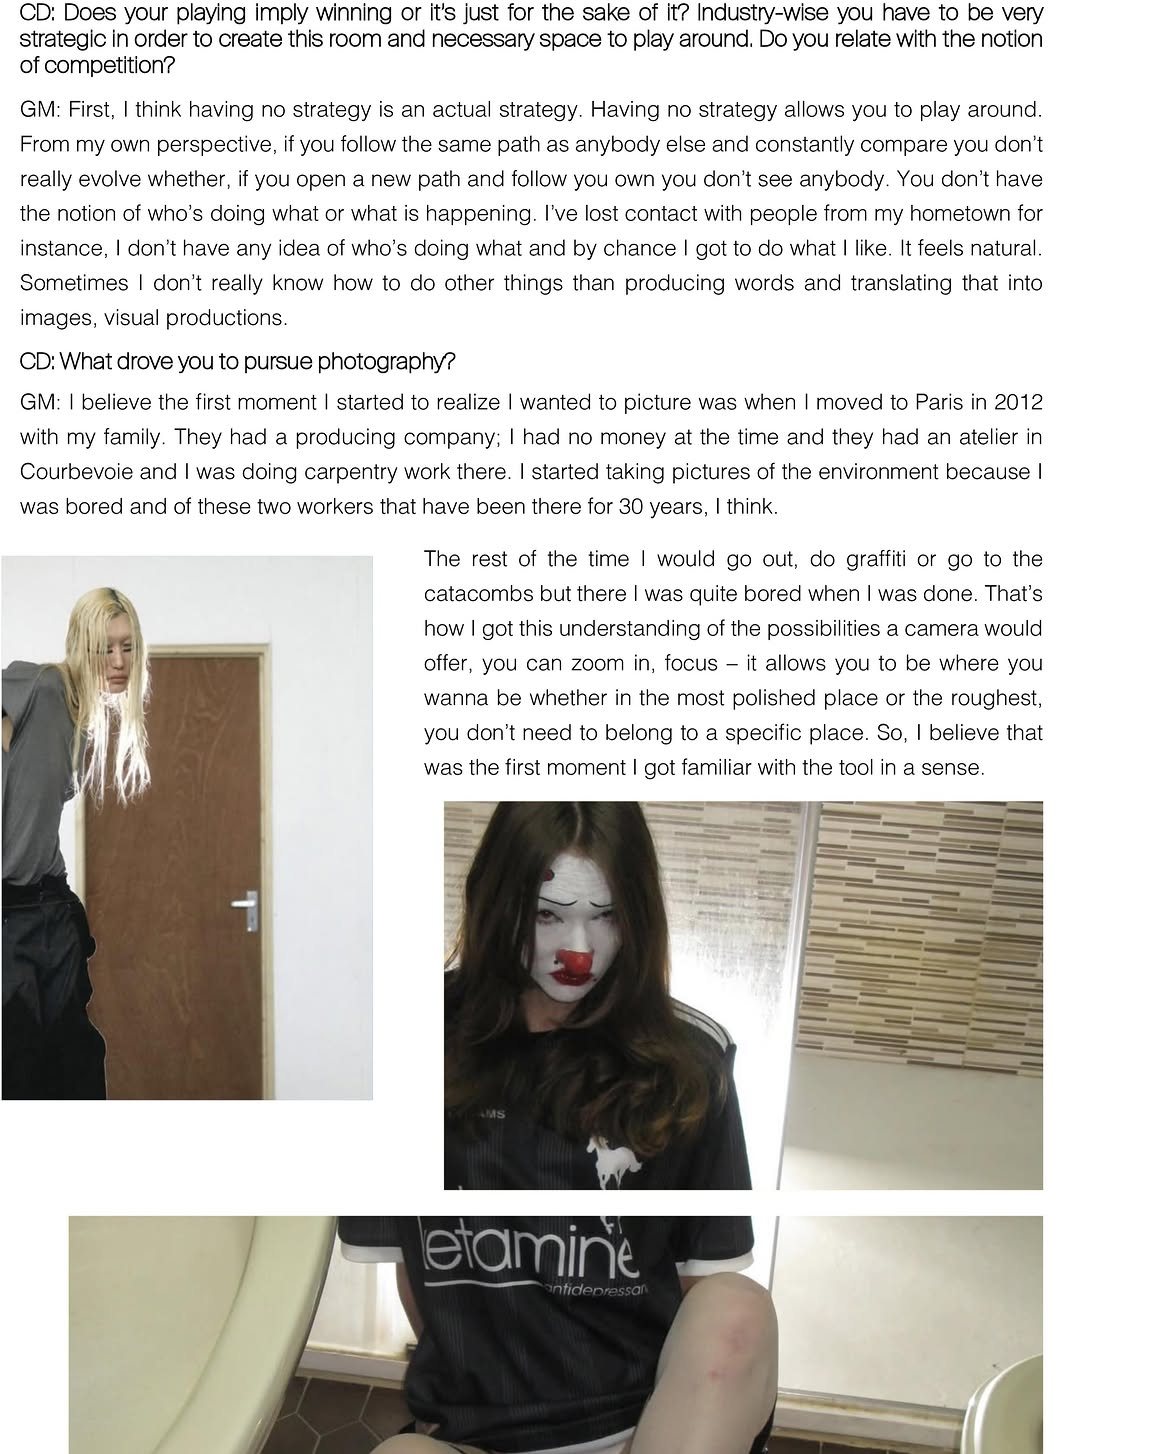 CD: Does your playing imply winning or it's just for the sake of it? Industry-wise you have to be very
strategic in order to create this room and necessary space to play around. Do you relate with the notion
of competition?
GM: First, I think having no strategy is an actual strategy. Having no strategy allows you to play around.
From my own perspective, if you follow the same path as anybody else and constantly compare you don't
really evolve whether, if you open a new path and follow you own you don't see anybody. You don't have
the notion of who's doing what or what is happening. I've lost contact with people from my hometown for
instance, I don't have any idea of who's doing what and by chance I got to do what I like. It feels natural.
Sometimes I don't really know how to do other things than producing words and translating that into
images, visual productions.
CD: What drove you to pursue photography?
GM: I believe the first moment I started to realize I wanted to picture was when I moved to Paris in 2012
with my family. They had a producing company; I had no money at the time and they had an atelier in
Courbevoie and I was doing carpentry work there. I started taking pictures of the environment because I
was bored and of these two workers that have been there for 30 years, I think.
The rest of the time I would go out, do graffiti or go to the
catacombs but there I was quite bored when I was done. That's
how I got this understanding of the possibilities a camera would
offer, you can zoom in, focus – it allows you to be where you
wanna be whether in the most polished place or the roughest,
you don't need to belong to a specific place. So, I believe that
was the first moment I got familiar with the tool in a sense.
etamine
antidepressan